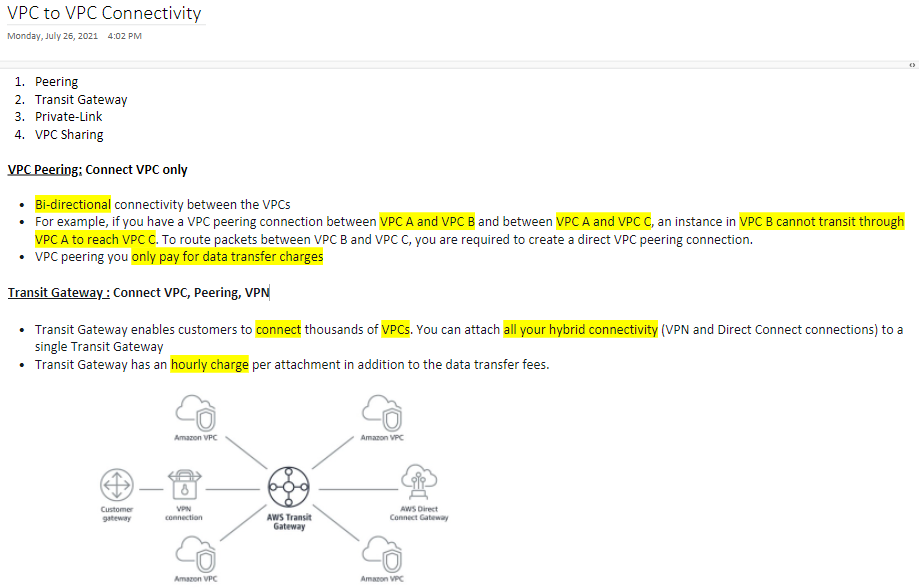 VPC to VPC Connectivity
Monday, July 26, 2021 4:02 PM
1. Peering
2. Transit Gateway
3. Private-Link
4. VPC Sharing
VPC Peering: Connect VPC only
• Bi-directional connectivity between the VPCs
• For example, if you have a VPC peering connection between VPC A and VPC B and between VPC A and VPC C, an instance in VPC B cannot transit through
VPC A to reach VPC C. To route packets between VPC B and VPC C, you are required to create a direct VPC peering connection.
• VPC peering you only pay for data transfer charges
Transit Gateway : Connect VPC, Peering, VPN
• Transit Gateway enables customers to connect thousands of VPCs. You can attach all your hybrid connectivity (VPN and Direct Connect connections) to a
single Transit Gateway
• Transit Gateway has an hourly charge per attachment in addition to the data transfer fees.
Amazon VPC
Amazon VPC
Customer
gateway
VPN
connection
AWS Transit
Gateway
AWS Direct
Connect Gateway
Amazon VPC
Amazon VPC